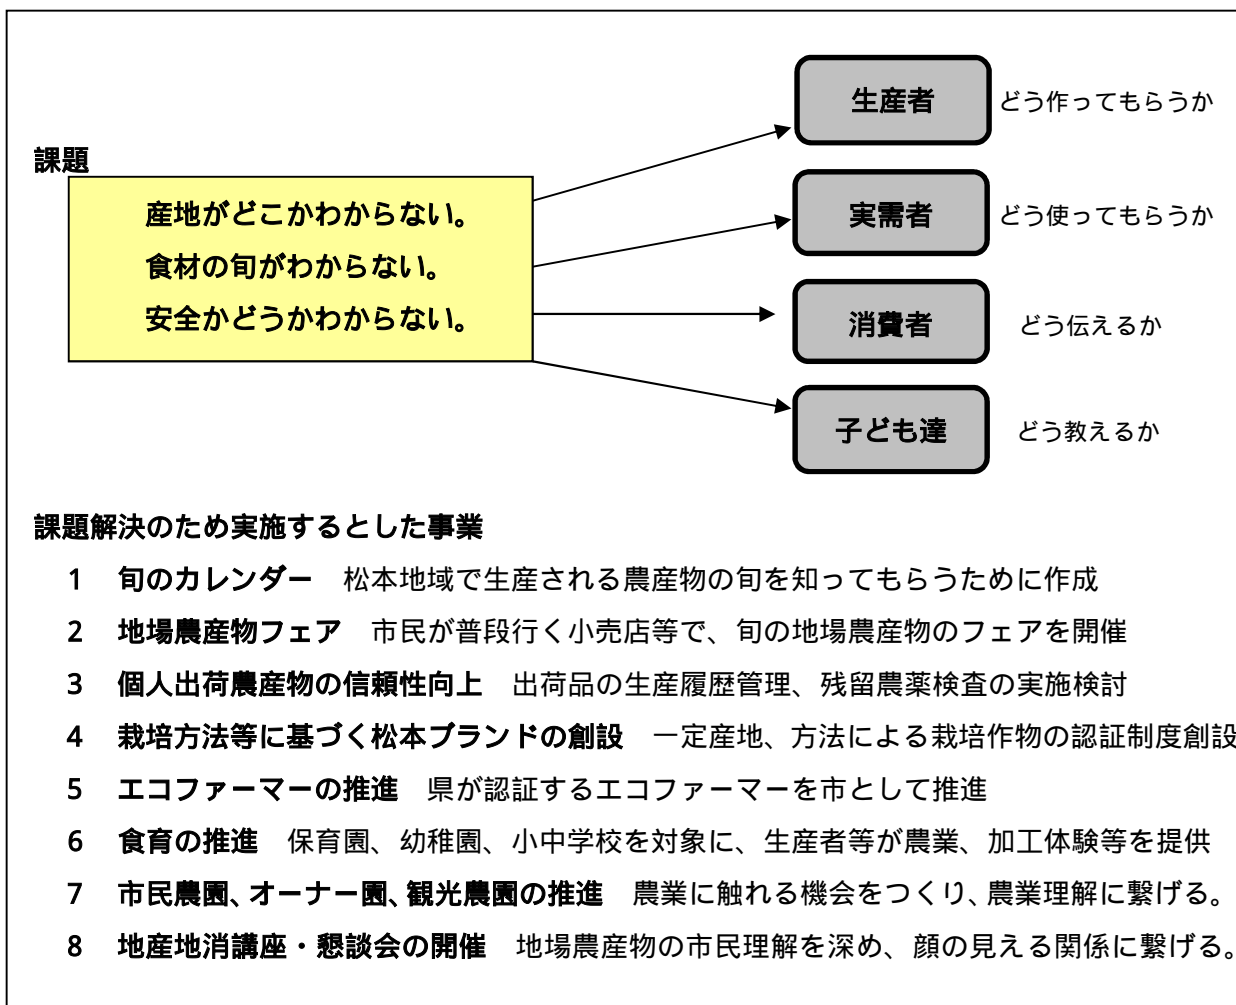 生産者 どう作ってもらうか
課題
産地がどこかわからない。
食材の旬がわからない。
安全かどうかわからない。
実需者 どう使ってもらうか
消費者 どう伝えるか
子ども達 どう教えるか
課題解決のため実施するとした事業
1 旬のカレンダー 松本地域で生産される農産物の旬を知ってもらうために作成
2 地場農産物フェア 市民が普段行く小売店等で、旬の地場農産物のフェアを開催
3 個人出荷農産物の信頼性向上 出荷品の生産履歴管理、残留農薬検査の実施検討
4 栽培方法等に基づく松本ブランドの創設 一定産地、方法による栽培作物の認証制度創設
5 エコファーマーの推進 県が認証するエコファーマーを市として推進
6 食育の推進 保育園、幼稚園、小中学校を対象に、生産者等が農業、加工体験等を提供
7 市民農園、オーナー園、観光農園の推進 農業に触れる機会をつくり、農業理解に繋げる。
8 地産地消講座・懇談会の開催 地場農産物の市民理解を深め、顔の見える関係に繋げる。